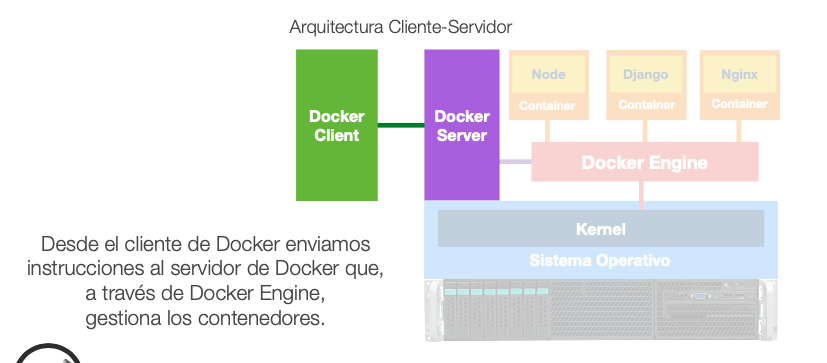 Arquitectura Cliente-Servidor
Docker
Client
Docker
Server
Node
Container
Django
Container
Nginx
Container
Docker Engine
Kernel
Sistema Operativo
Desde el cliente de Docker enviamos
instrucciones al servidor de Docker que,
a través de Docker Engine,
gestiona los contenedores.